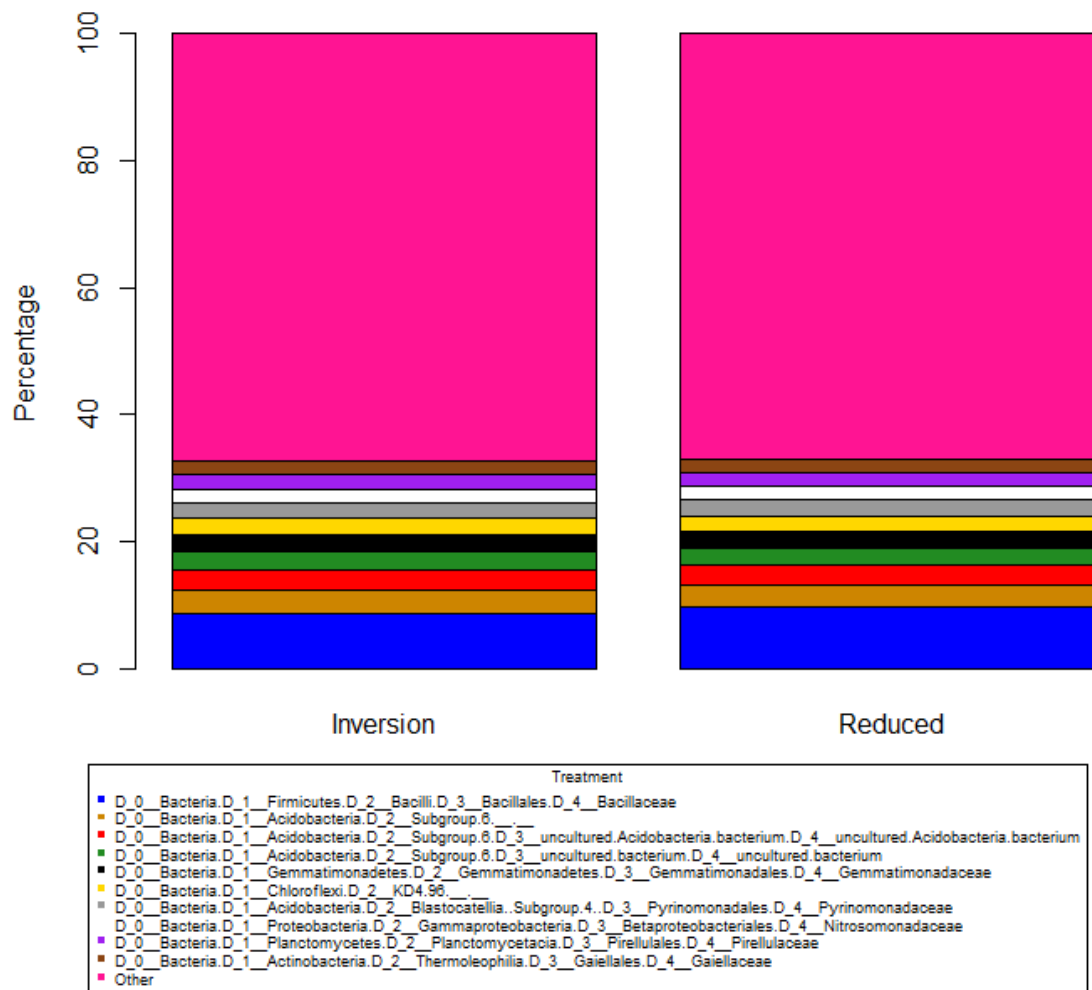 100
80
60
40
20
0
Percentage
Inversion Reduced
Treatment
D_0__Bacteria.D_1__Firmicutes.D_2__Bacilli.D_3__Bacillales.D_4__Bacillaceae
D_0__Bacteria.D_1__Acidobacteria.D_2__Subgroup.6.__.__
D_0__Bacteria.D_1__Acidobacteria.D_2__Subgroup.6.D_3__uncultured.Acidobacteria.bacterium.D_4__uncultured.Acidobacteria.bacterium
D_0__Bacteria.D_1__Acidobacteria.D_2__Subgroup.6.D_3__uncultured.bacterium.D_4__uncultured.bacterium
D_0__Bacteria.D_1__Gemmatimonadetes.D_2__Gemmatimonadetes.D_3__Gemmatimonadales.D_4__Gemmatimonadaceae
D_0__Bacteria.D_1__Chloroflexi.D_2__KD4.96.__.__
D_0__Bacteria.D_1__Acidobacteria.D_2__Blastocatellia..Subgroup.4..D_3__Pyrinomonadales.D_4__Pyrinomonadaceae
D_0__Bacteria.D_1__Proteobacteria.D_2__Gammaproteobacteria.D_3__Betaproteobacteriales.D_4__Nitrosomonadaceae
D_0__Bacteria.D_1__Planctomycetes.D_2__Planctomycetacia.D_3__Pirellulales.D_4__Pirellulaceae
D_0__Bacteria.D_1__Actinobacteria.D_2__Thermoleophilia.D_3__Gaiellales.D_4__Gaiellaceae
Other